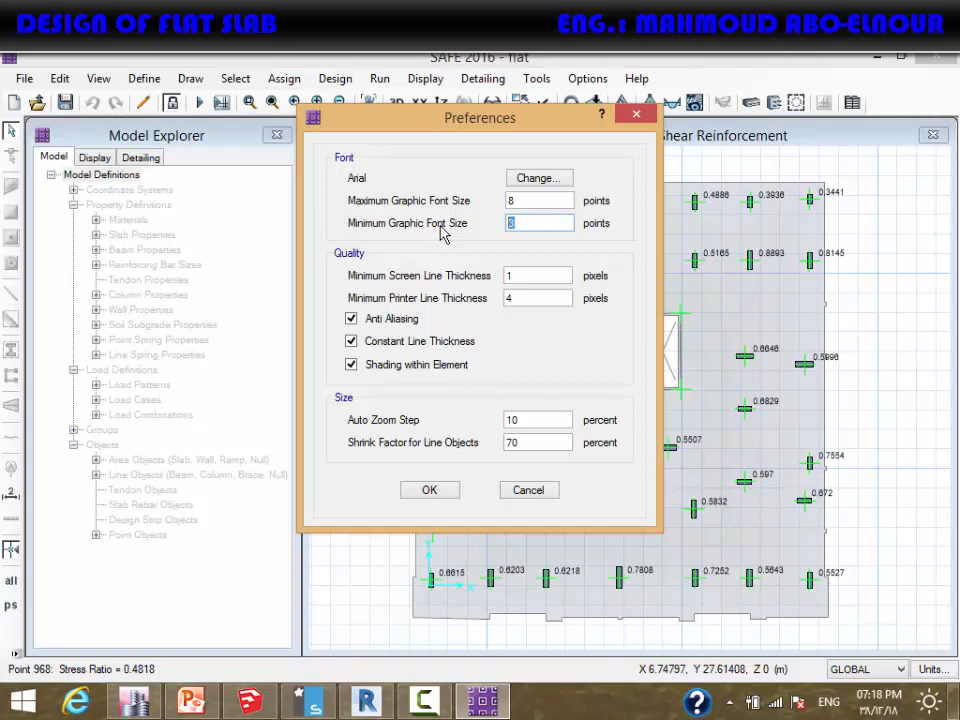 DESIGN OF FLAT SLAB
ENG.: MAHMOUD ABO-ELNOUR
SAFE 2016 - flat
File Edit View Define Draw Select Assign Design Run Display Detailing Tools Options Help
Model Explorer
Model Display Detailing
Model Definitions
Coordinate Systems
Property Definitions
Materials
Slab Properties
Beam Properties
Reinforcing Bar Sizes
Tendon Properties
Column Properties
Wall Properties
Soil Subgrade Properties
Point Spring Properties
Line Spring Properties
Load Definitions
Load Patterns
Load Cases
Load Combinations
Groups
Objects
Area Objects (Slab, Wall, Ramp, Null)
Line Objects (Beam, Column, Brace, Null)
Tendon Objects
Slab Rebar Objects
Design Strip Objects
Point Objects
all
ps
Preferences
?
Font
Arial Change...
Maximum Graphic Font Size 8 points
Minimum Graphic Font Size 3 points
Quality
Minimum Screen Line Thickness 1 pixels
Minimum Printer Line Thickness 4 pixels
Anti Aliasing
Constant Line Thickness
Shading within Element
Size
Auto Zoom Step 10 percent
Shrink Factor for Line Objects 70 percent
OK Cancel
Shear Reinforcement
0.4886 0.3936 0.3441
0.5165 0.8893 0.8145
0.6646
0.5996
0.6829
0.5507
0.7554
0.597
0.672
0.5832
0.6615 0.6203 0.6218 0.7808 0.7252 0.5643 0.5527
X
Point 968: Stress Ratio = 0.4818
X 6.74797, Y 27.61408, Z 0 (m)
GLOBAL
Units...
ENG
07:18 PM
٣٨/١٢/١٨